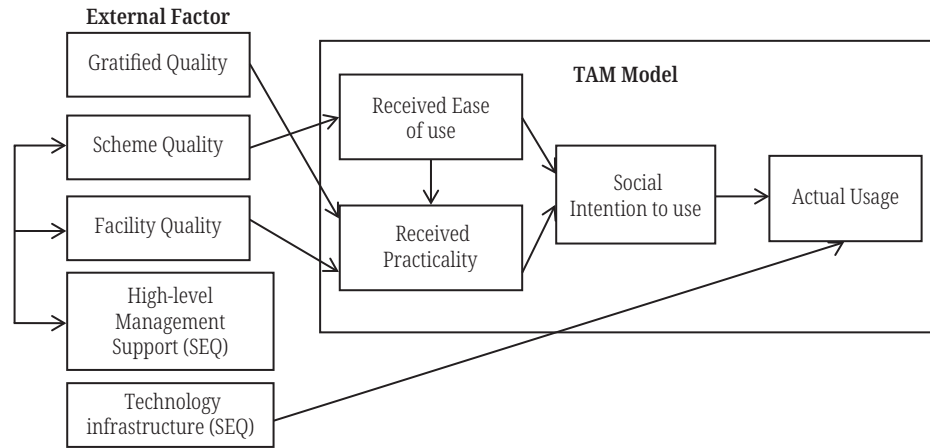 External Factor
Gratified Quality
Scheme Quality
Facility Quality
High-level
Management
Support (SEQ)
Technology
infrastructure (SEQ)
TAM Model
Received Ease
of use
Received
Practicality
Social
Intention to use
Actual Usage